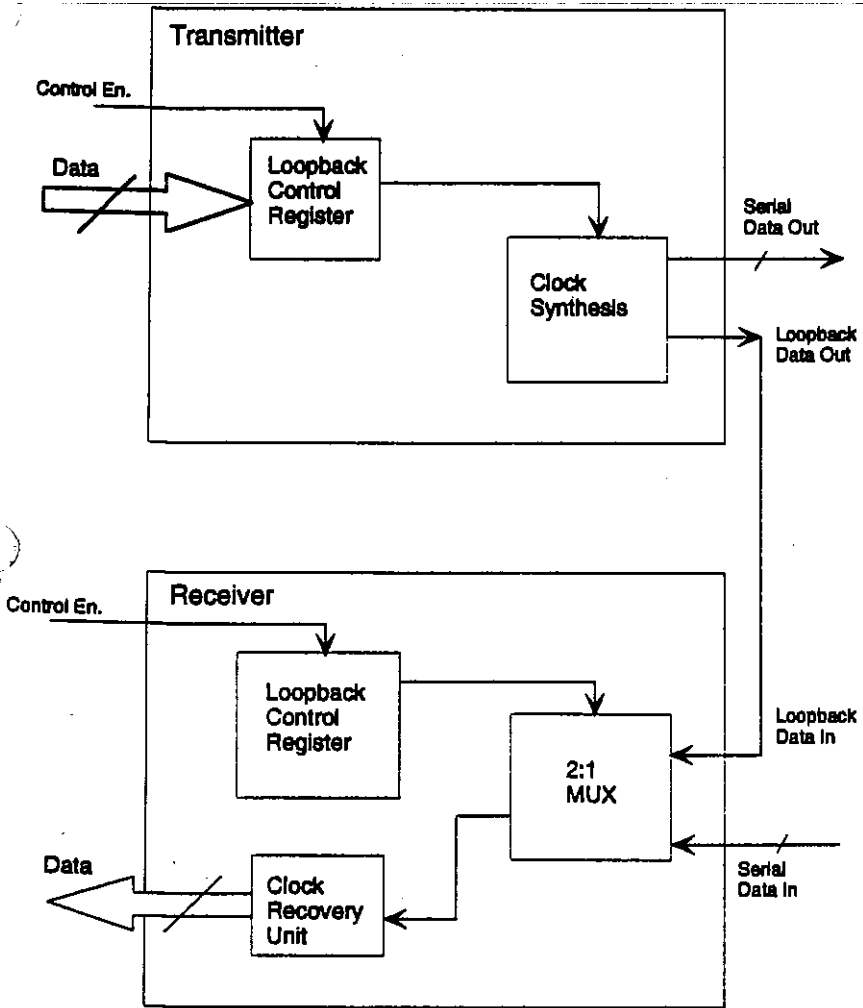 Transmitter
Control En.
Data
Loopback
Control
Register
Serial
Data Out
Clock
Synthesis
Loopback
Data Out
Receiver
Control En.
Loopback
Control
Register
Loopback
Data In
2:1
MUX
Data
Clock
Recovery
Unit
Serial
Data In